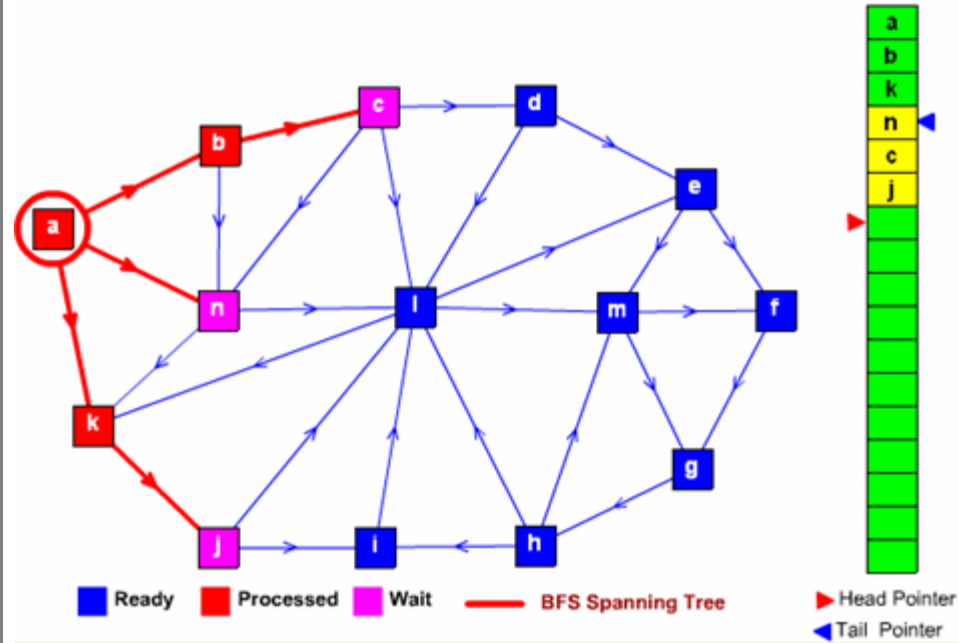 a
b
k
n
c
j
c
d
b
e
a
n
l
m
f
k
g
j
i
h
Ready
Processed
Wait
BFS Spanning Tree
Head Pointer
Tail Pointer